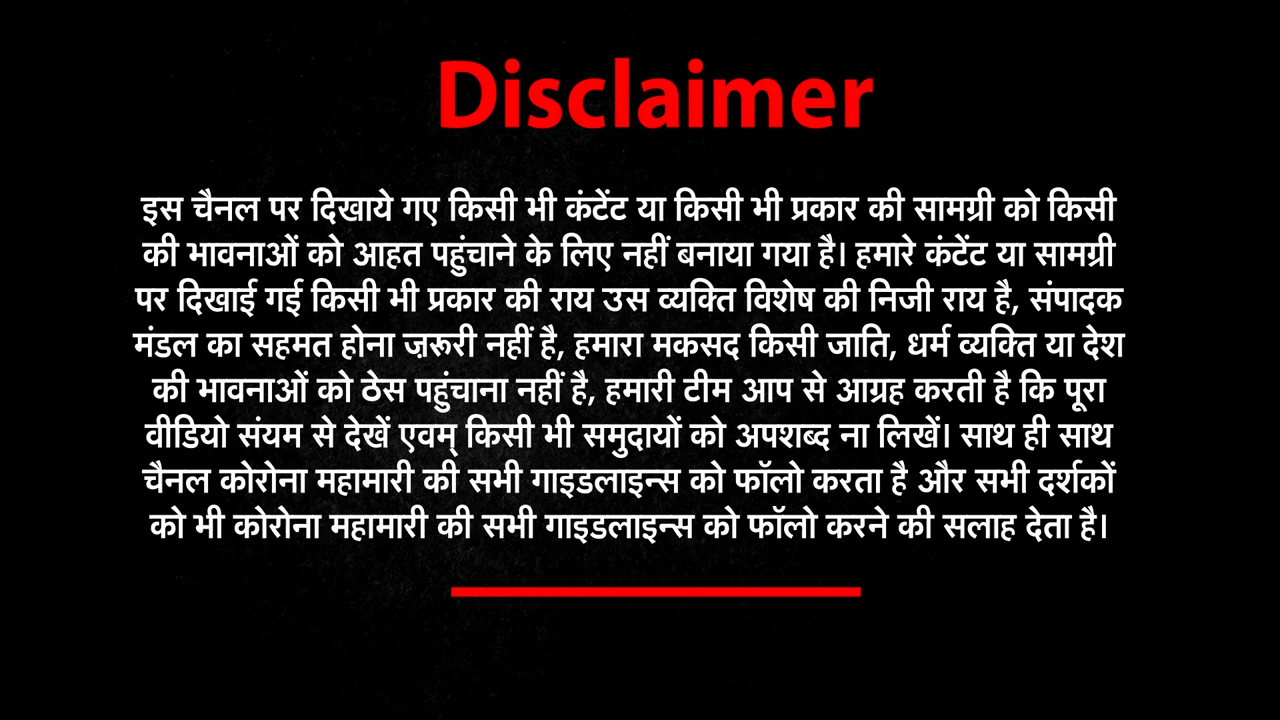 Disclaimer
इस चैनल पर दिखाये गए किसी भी कंटेंट या किसी भी प्रकार की सामग्री को किसी
की भावनाओं को आहत पहुंचाने के लिए नहीं बनाया गया है। हमारे कंटेंट या सामग्री
पर दिखाई गई किसी भी प्रकार की राय उस व्यक्ति विशेष की निजी राय है, संपादक
मंडल का सहमत होना ज़रूरी नहीं है, हमारा मकसद किसी जाति, धर्म व्यक्ति या देश
की भावनाओं को ठेस पहुंचाना नहीं है, हमारी टीम आप से आग्रह करती है कि पूरा
वीडियो संयम से देखें एवम् किसी भी समुदायों को अपशब्द ना लिखें। साथ ही साथ
चैनल कोरोना महामारी की सभी गाइडलाइन्स को फॉलो करता है और सभी दर्शकों
को भी कोरोना महामारी की सभी गाइडलाइन्स को फॉलो करने की सलाह देता है।